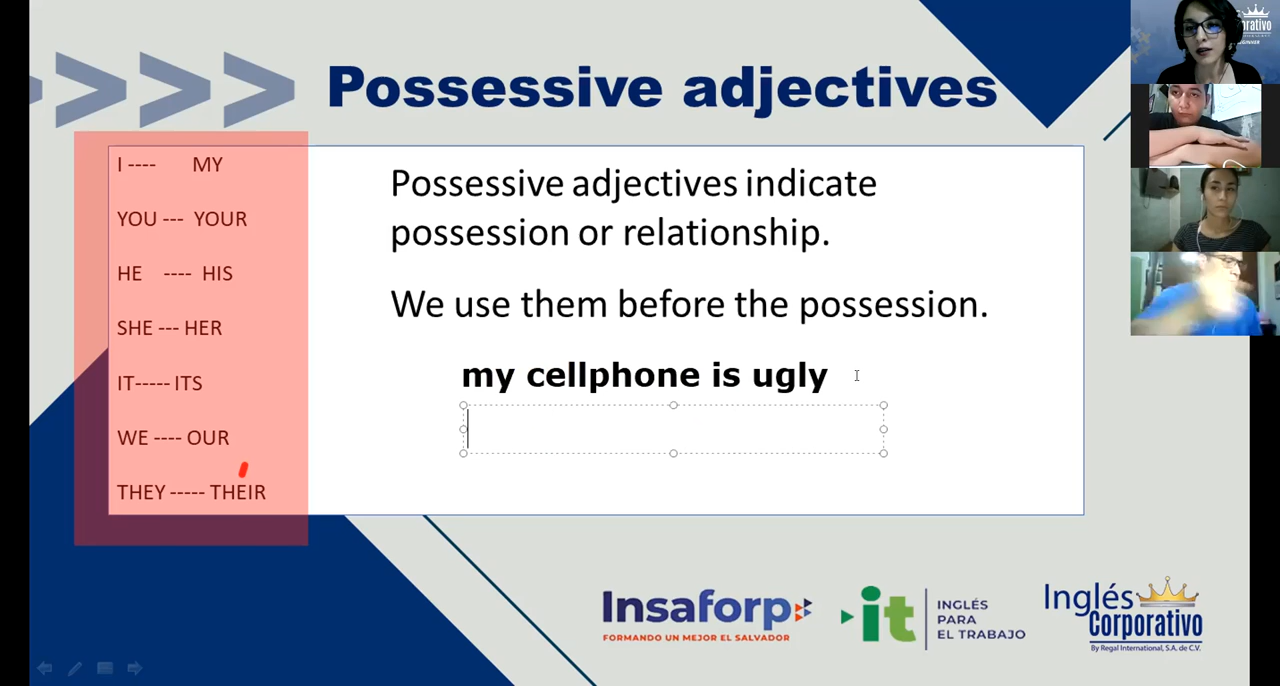 Possessive adjectives
I ---- MY
YOU --- YOUR
HE ---- HIS
SHE --- HER
IT----- ITS
WE ---- OUR
THEY ----- THEIR
Possessive adjectives indicate
possession or relationship.
We use them before the possession.
my cellphone is ugly
Insaforp
FORMANDO UN MEJOR EL SALVADOR
it
INGLÉS
PARA
EL TRABAJO
Inglés
Corporativo
By Regal International, S.A. de C.V.